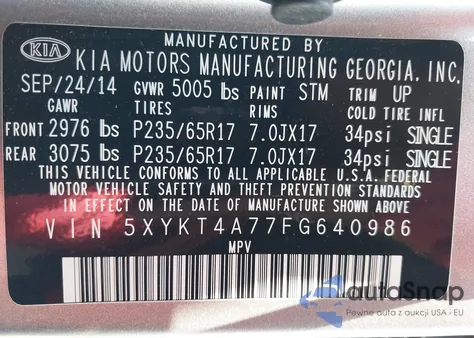 MANUFACTURED BY
KIA KIA MOTORS MANUFACTURING GEORGIA, INC.
SEP/24/14 GVWR 5005 lbs PAINT STM TRIM UP
GAWR TIRES RIMS COLD TIRE INFL
FRONT 2976 lbs P235/65R17 7.0JX17 34psi SINGLE
REAR 3075 lbs P235/65R17 7.0JX17 34psi SINGLE
THIS VEHICLE CONFORMS TO ALL APPLICABLE U.S.A. FEDERAL
MOTOR VEHICLE SAFETY AND THEFT PREVENTION STANDARDS
IN EFFECT ON THE DATE OF MANUFACTURE SHOWN ABOVE.
VIN 5XYKT4A77FG640986
MPV
autoSnap
Pewne auta z aukcji USA i EU